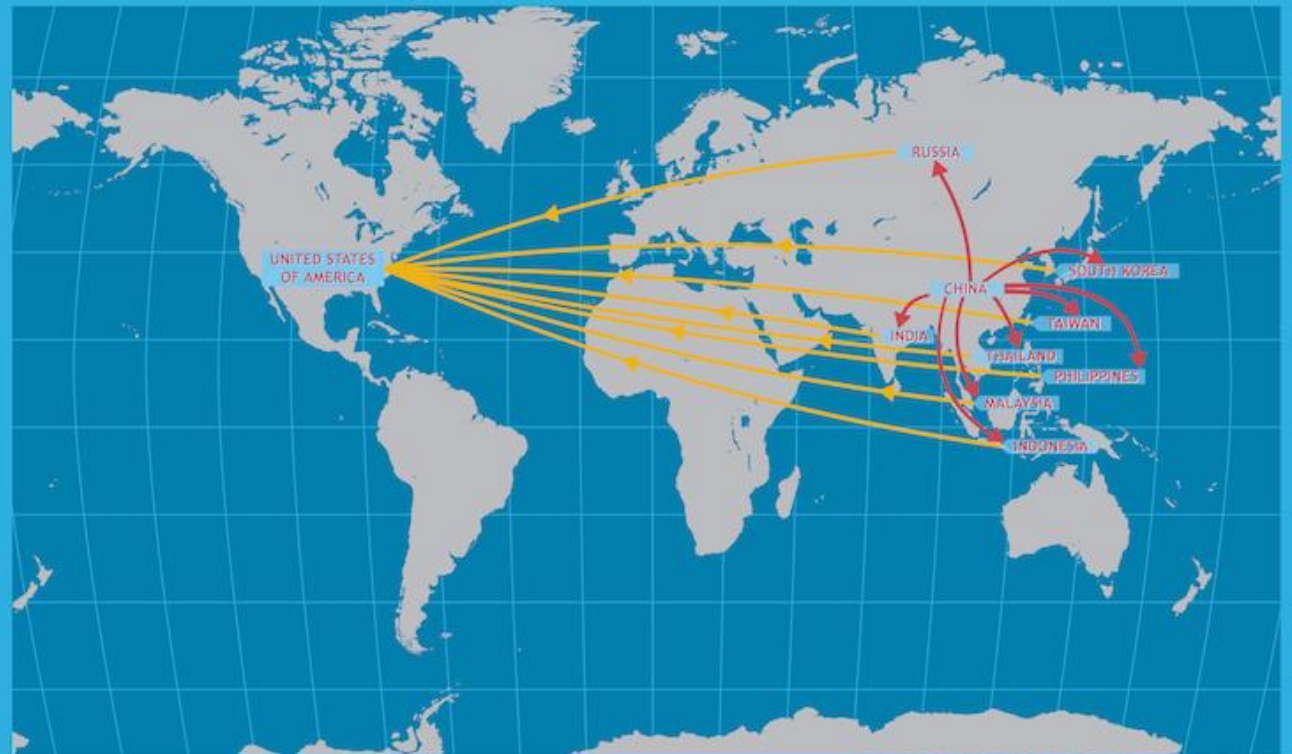 RUSSIA
UNITED STATES
OF AMERICA
SOUTH KOREA
CHINA
TAIWAN
INDIA
THAILAND
PHILIPPINES
MALAYSIA
INDONESIA